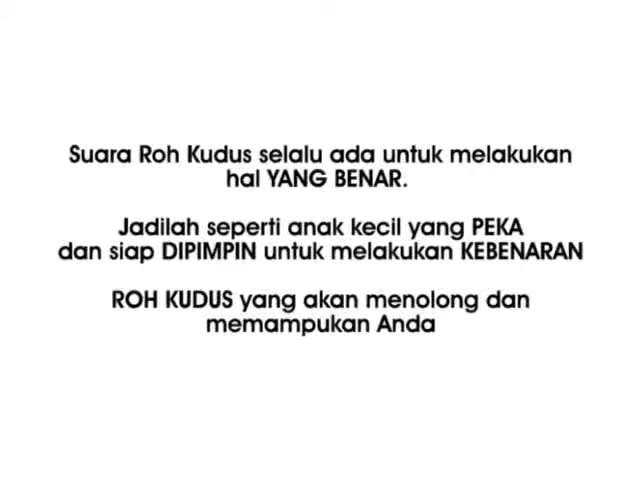 Suara Roh Kudus selalu ada untuk melakukan
hal YANG BENAR.
Jadilah seperti anak kecil yang PEKA
dan siap DIPIMPIN untuk melakukan KEBENARAN
ROH KUDUS yang akan menolong dan
memampukan Anda